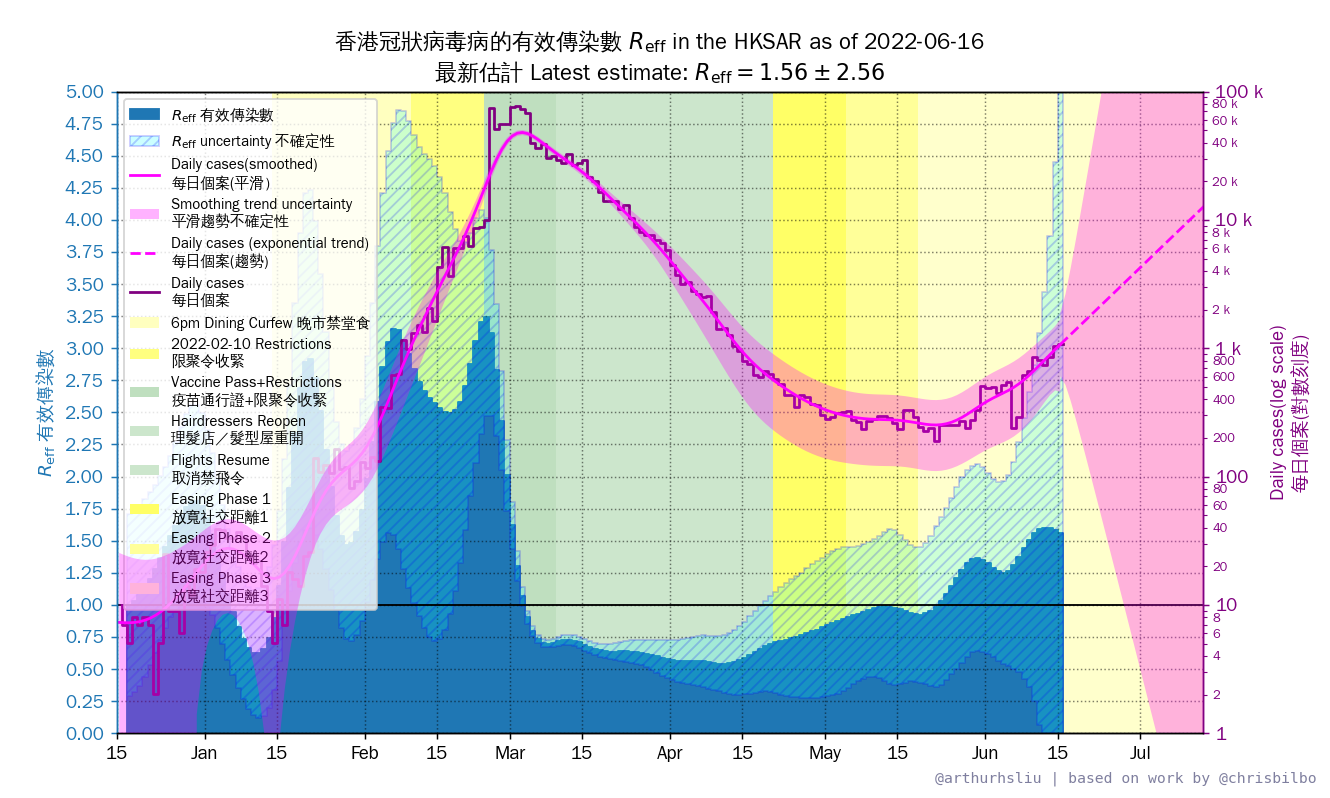 香港冠狀病毒病的有效傳染數 Reff in the HKSAR as of 2022-06-16
最新估計 Latest estimate: Reff = 1.56 ± 2.56
Reff 有效傳染數
5.00
4.75
4.50
4.25
4.00
3.75
3.50
3.25
3.00
2.75
2.50
2.25
2.00
1.75
1.50
1.25
1.00
0.75
0.50
0.25
0.00
Reff 有效傳染數
Reff uncertainty 不確定性
Daily cases(smoothed)
每日個案(平滑）
Smoothing trend uncertainty
平滑趨勢不確定性
Daily cases (exponential trend)
每日個案(趨勢)
Daily cases
每日個案
6pm Dining Curfew 晚市禁堂食
2022-02-10 Restrictions
限聚令收緊
Vaccine Pass+Restrictions
疫苗通行證+限聚令收緊
Hairdressers Reopen
理髮店／髮型屋重開
Flights Resume
取消禁飛令
Easing Phase 1
放寬社交距離1
Easing Phase 2
放寬社交距離2
Easing Phase 3
放寬社交距離3
100 k
80 k
60 k
40 k
20 k
10 k
8 k
6 k
4 k
2 k
1 k
800
600
400
200
100
80
60
40
20
10
8
6
4
2
1
Daily cases(log scale)
每日個案(對數刻度)
15 Jan 15 Feb 15 Mar 15 Apr 15 May 15 Jun 15 Jul
@arthurhsliu | based on work by @chrisbilbo